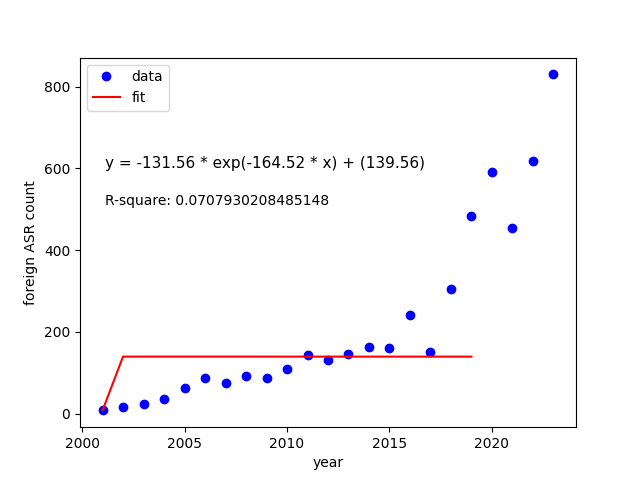 data
fit
y = -131.56 * exp(-164.52 * x) + (139.56)
R-square: 0.0707930208485148
foreign ASR count
800
600
400
200
0
2000 2005 2010 2015 2020
year